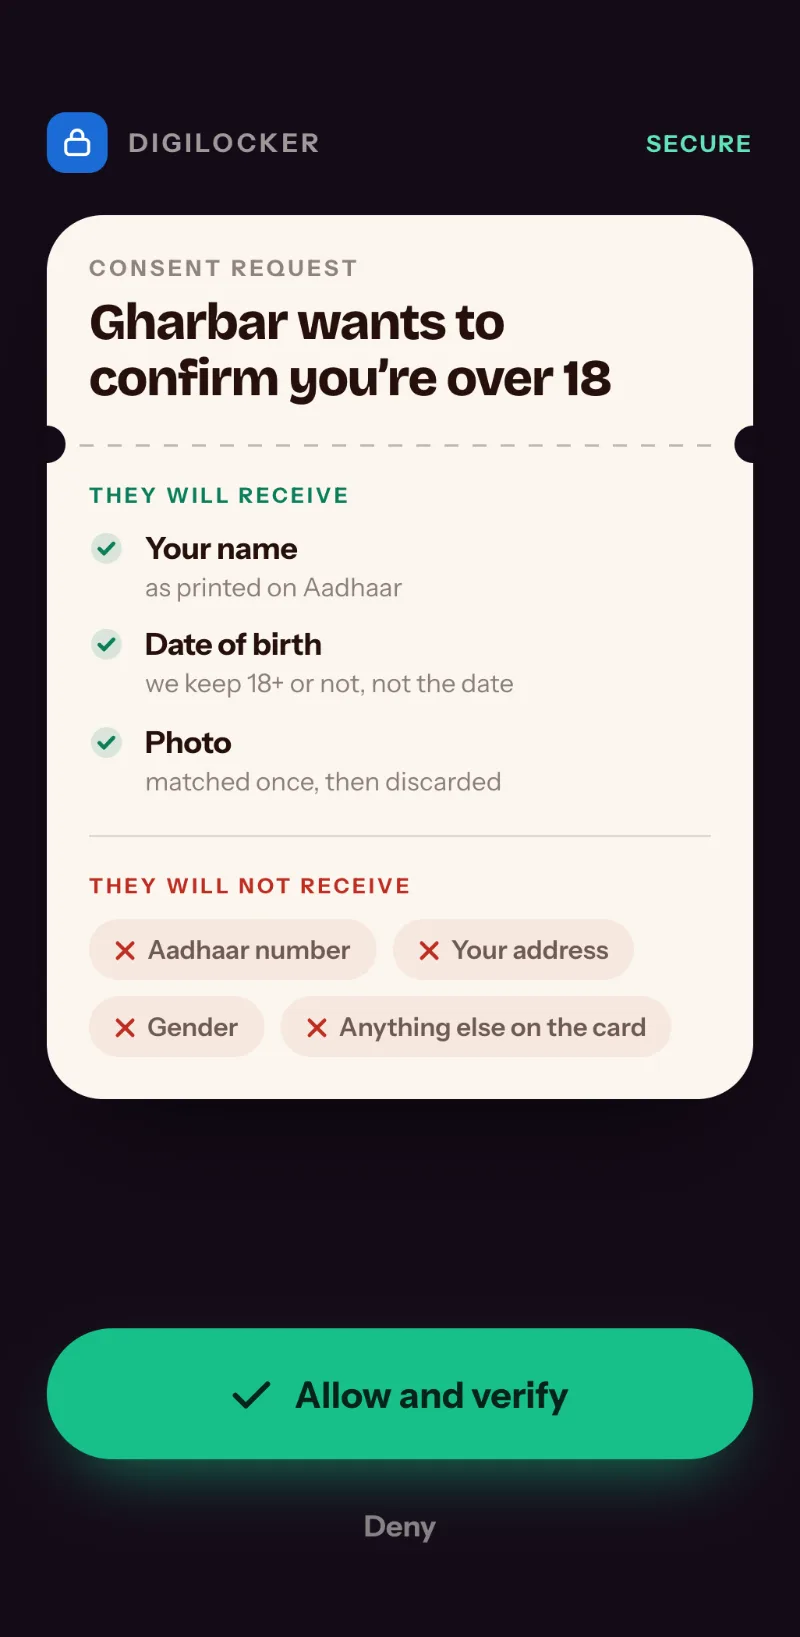 DIGILOCKER
SECURE
CONSENT REQUEST
Gharbar wants to
confirm you’re over 18
THEY WILL RECEIVE
Your name
as printed on Aadhaar
Date of birth
we keep 18+ or not, not the date
Photo
matched once, then discarded
THEY WILL NOT RECEIVE
Aadhaar number
Your address
Gender
Anything else on the card
Allow and verify
Deny